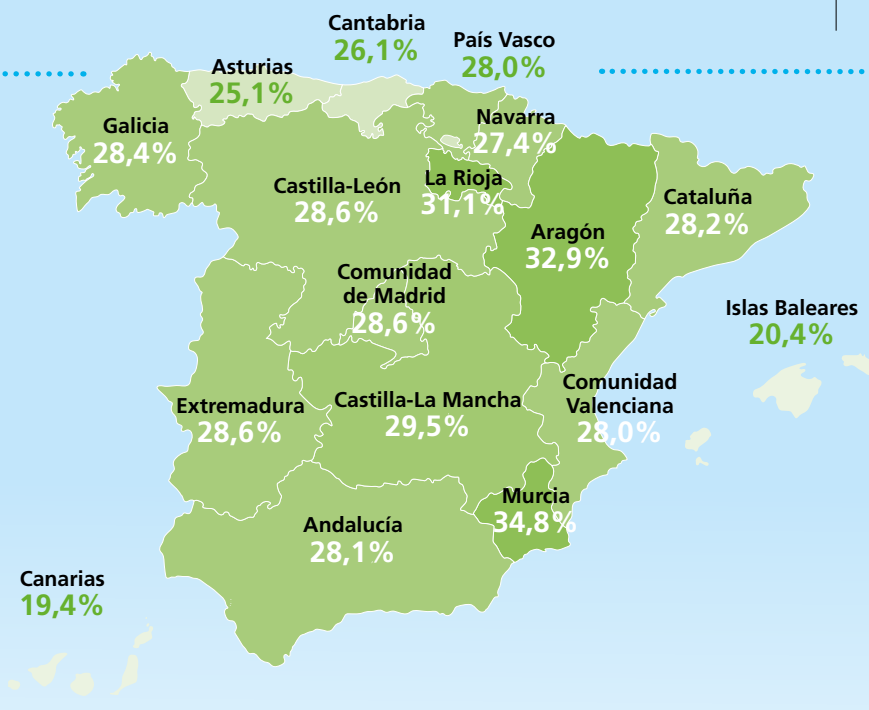 Cantabria
26,1%
País Vasco
28,0%
Asturias
25,1%
Galicia
28,4%
Navarra
27,4%
Castilla-León
28,6%
La Rioja
31,1%
Aragón
32,9%
Cataluña
28,2%
Comunidad
de Madrid
28,6%
Islas Baleares
20,4%
Extremadura
28,6%
Castilla-La Mancha
29,5%
Comunidad
Valenciana
28,0%
Murcia
34,8%
Andalucía
28,1%
Canarias
19,4%